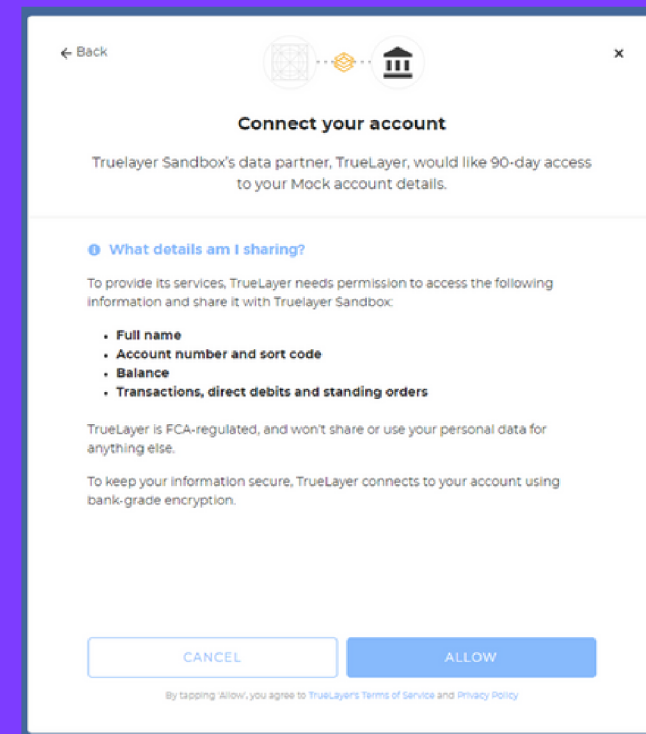 ← Back
×
Connect your account
Truelayer Sandbox's data partner, TrueLayer, would like 90-day access
to your Mock account details.
What details am I sharing?
To provide its services, TrueLayer needs permission to access the following
information and share it with Truelayer Sandbox:
• Full name
• Account number and sort code
• Balance
• Transactions, direct debits and standing orders
TrueLayer is FCA-regulated, and won't share or use your personal data for
anything else.
To keep your information secure, TrueLayer connects to your account using
bank-grade encryption.
CANCEL
ALLOW
By tapping 'Allow', you agree to TrueLayer's Terms of Service and Privacy Policy